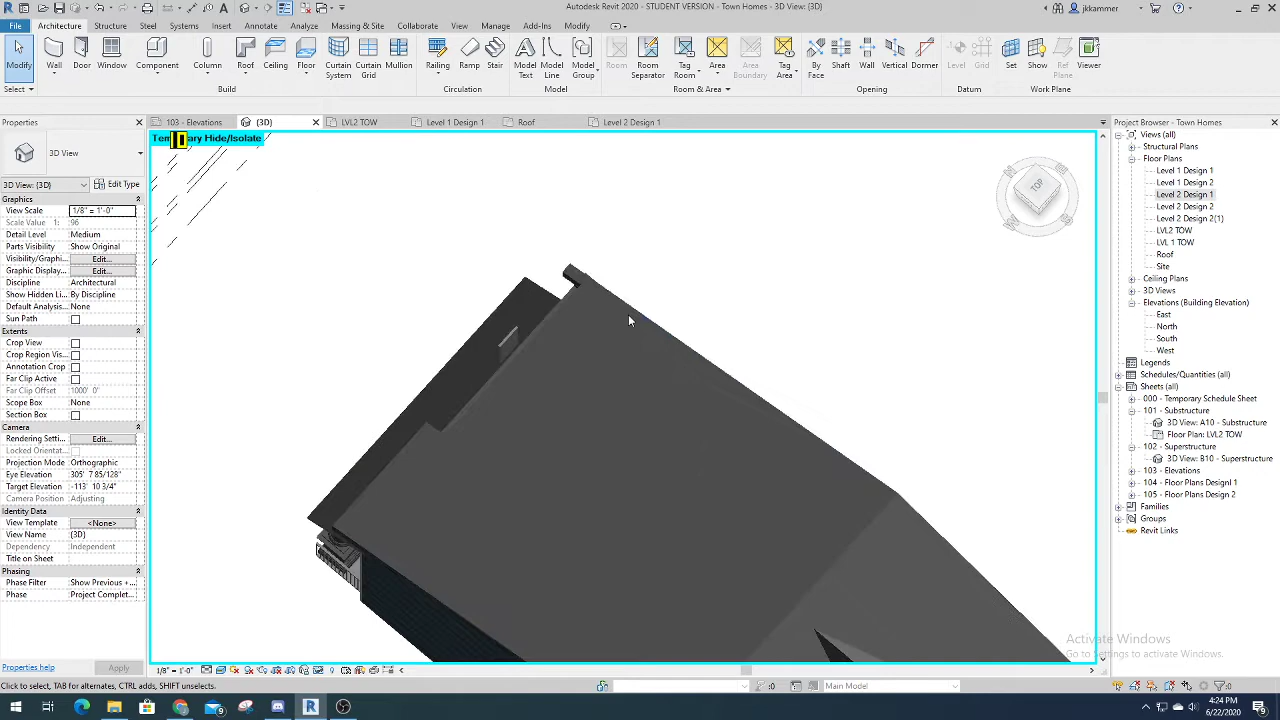 Autodesk Revit 2020 - STUDENT VERSION - Town Homes - 3D View: {3D}
jkkammer
File Architecture Structure Steel Systems Insert Annotate Analyze Massing & Site Collaborate View Manage Add-Ins Modify
Modify Wall Door Window Component Column Roof Ceiling Floor Curtain System Curtain Grid Mullion Railing Ramp Stair Model Text Model Line Model Group Room Room Separator Tag Room Area Area Boundary Tag Area By Face Shaft Wall Vertical Dormer Level Grid Set Show Ref Plane Viewer
Select Build Circulation Model Room & Area Opening Datum Work Plane
Properties
103 - Elevations {3D} LVL2 TOW Level 1 Design 1 Roof Level 2 Design 1
Project Browser - Town Homes
Tem ary Hide/Isolate
TOP
3D View
3D View: {3D} Edit Type
Graphics
View Scale 1/8" = 1'-0"
Scale Value 1: 96
Detail Level Medium
Parts Visibility Show Original
Visibility/Graphi... Edit...
Graphic Display... Edit...
Discipline Architectural
Show Hidden Li... By Discipline
Default Analysis... None
Sun Path
Extents
Crop View
Crop Region Vis...
Annotation Crop
Far Clip Active
Far Clip Offset 1000' 0"
Scope Box None
Section Box
Camera
Rendering Setti... Edit...
Locked Orientat...
Projection Mode Orthographic
Eye Elevation 305' 7 85/128"
Target Elevation -113' 10 3/4"
Camera Position Adjusting
Identity Data
View Template <None>
View Name {3D}
Dependency Independent
Title on Sheet
Phasing
Phase Filter Show Previous +...
Phase Project Complet...
Properties help Apply
Views (all)
Structural Plans
Floor Plans
Level 1 Design 1
Level 1 Design 2
Level 2 Design 1
Level 2 Design 2
Level 2 Design 2(1)
LVL2 TOW
LVL 1 TOW
Roof
Site
Ceiling Plans
3D Views
Elevations (Building Elevation)
East
North
South
West
Legends
Schedules/Quantities (all)
Sheets (all)
000 - Temporary Schedule Sheet
101 - Substructure
3D View: A10 - Substructure
Floor Plan: LVL2 TOW
102 - Superstructure
3D View: B10 - Superstructure
103 - Elevations
104 - Floor Plans Design1
105 - Floor Plans Design 2
Families
Groups
Revit Links
Activate Windows
Go to Settings to activate Windows.
1/8" = 1'-0"
Click to select, TAB for alternates, CTRL adds, SHIFT unselects.
:0 Main Model :0
4:24 PM
6/22/2020